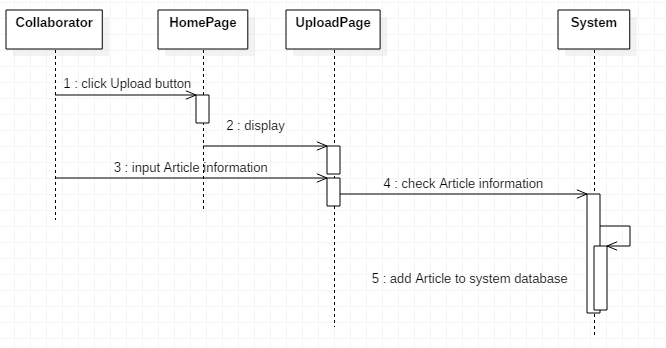 Collaborator
HomePage
UploadPage
System
1 : click Upload button
2 : display
3 : input Article information
4 : check Article information
5 : add Article to system database